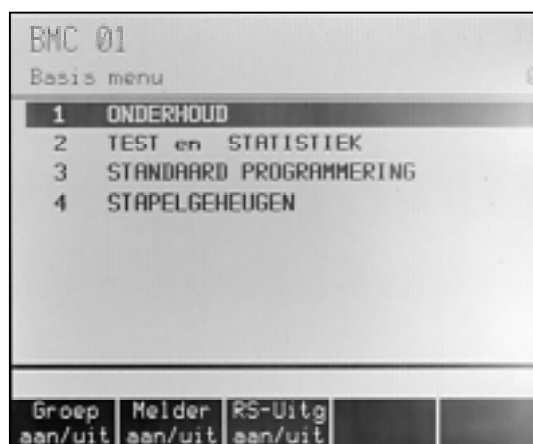 BMC 01
Basis menu
1 ONDERHOUD
2 TEST en STATISTIEK
3 STANDAARD PROGRAMMERING
4 STAPELGEHEUGEN
Groep Melder RS-Uitg
aan/uit aan/uit aan/uit